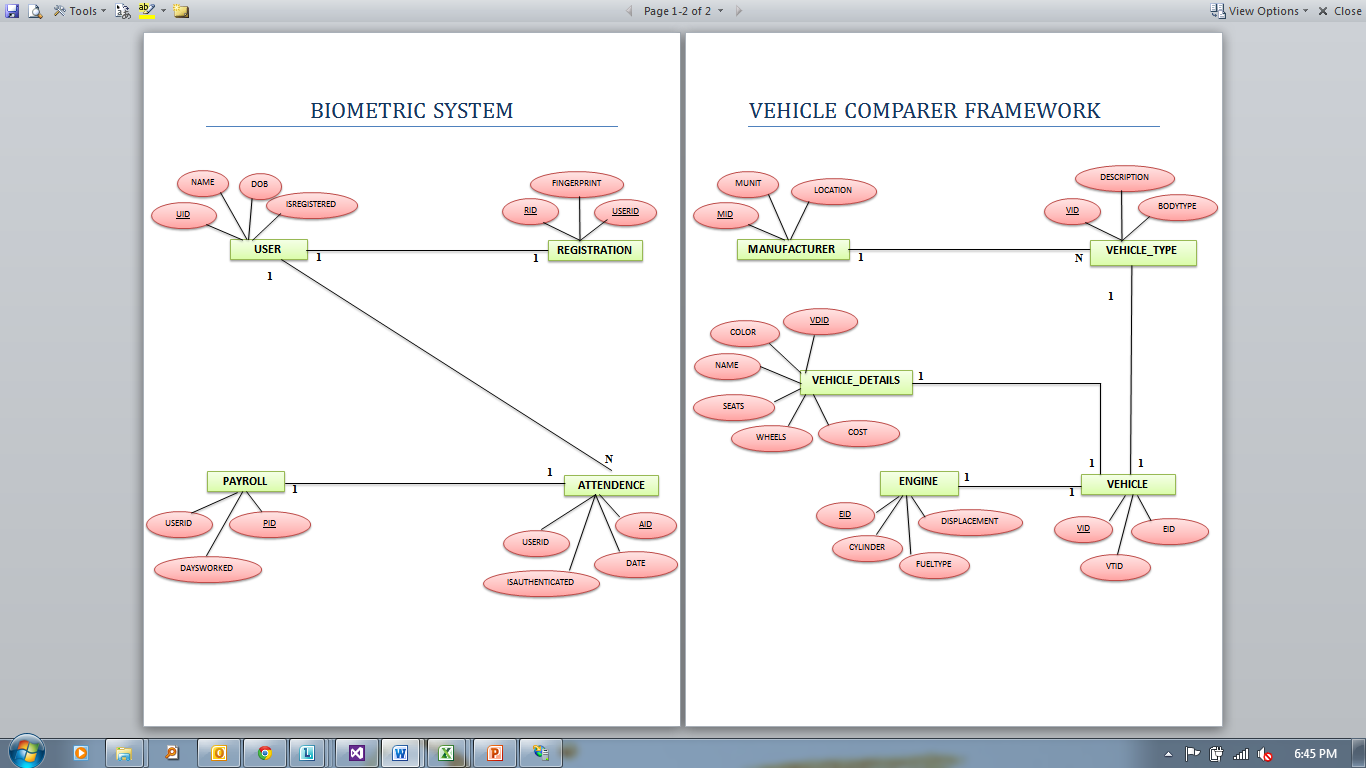 Tools
ab
Page 1-2 of 2
View Options
Close
BIOMETRIC SYSTEM
NAME
DOB
ISREGISTERED
UID
USER
1
1
FINGERPRINT
RID
USERID
REGISTRATION
1
N
1
PAYROLL
1
ATTENDENCE
USERID
PID
DAYSWORKED
USERID
AID
DATE
ISAUTHENTICATED
VEHICLE COMPARER FRAMEWORK
MUNIT
LOCATION
MID
MANUFACTURER
1
DESCRIPTION
VID
BODYTYPE
VEHICLE_TYPE
N
1
VDID
COLOR
NAME
VEHICLE_DETAILS
1
SEATS
WHEELS
COST
1
1
ENGINE
1
VEHICLE
1
EID
DISPLACEMENT
CYLINDER
FUELTYPE
VID
EID
VTID
6:45 PM